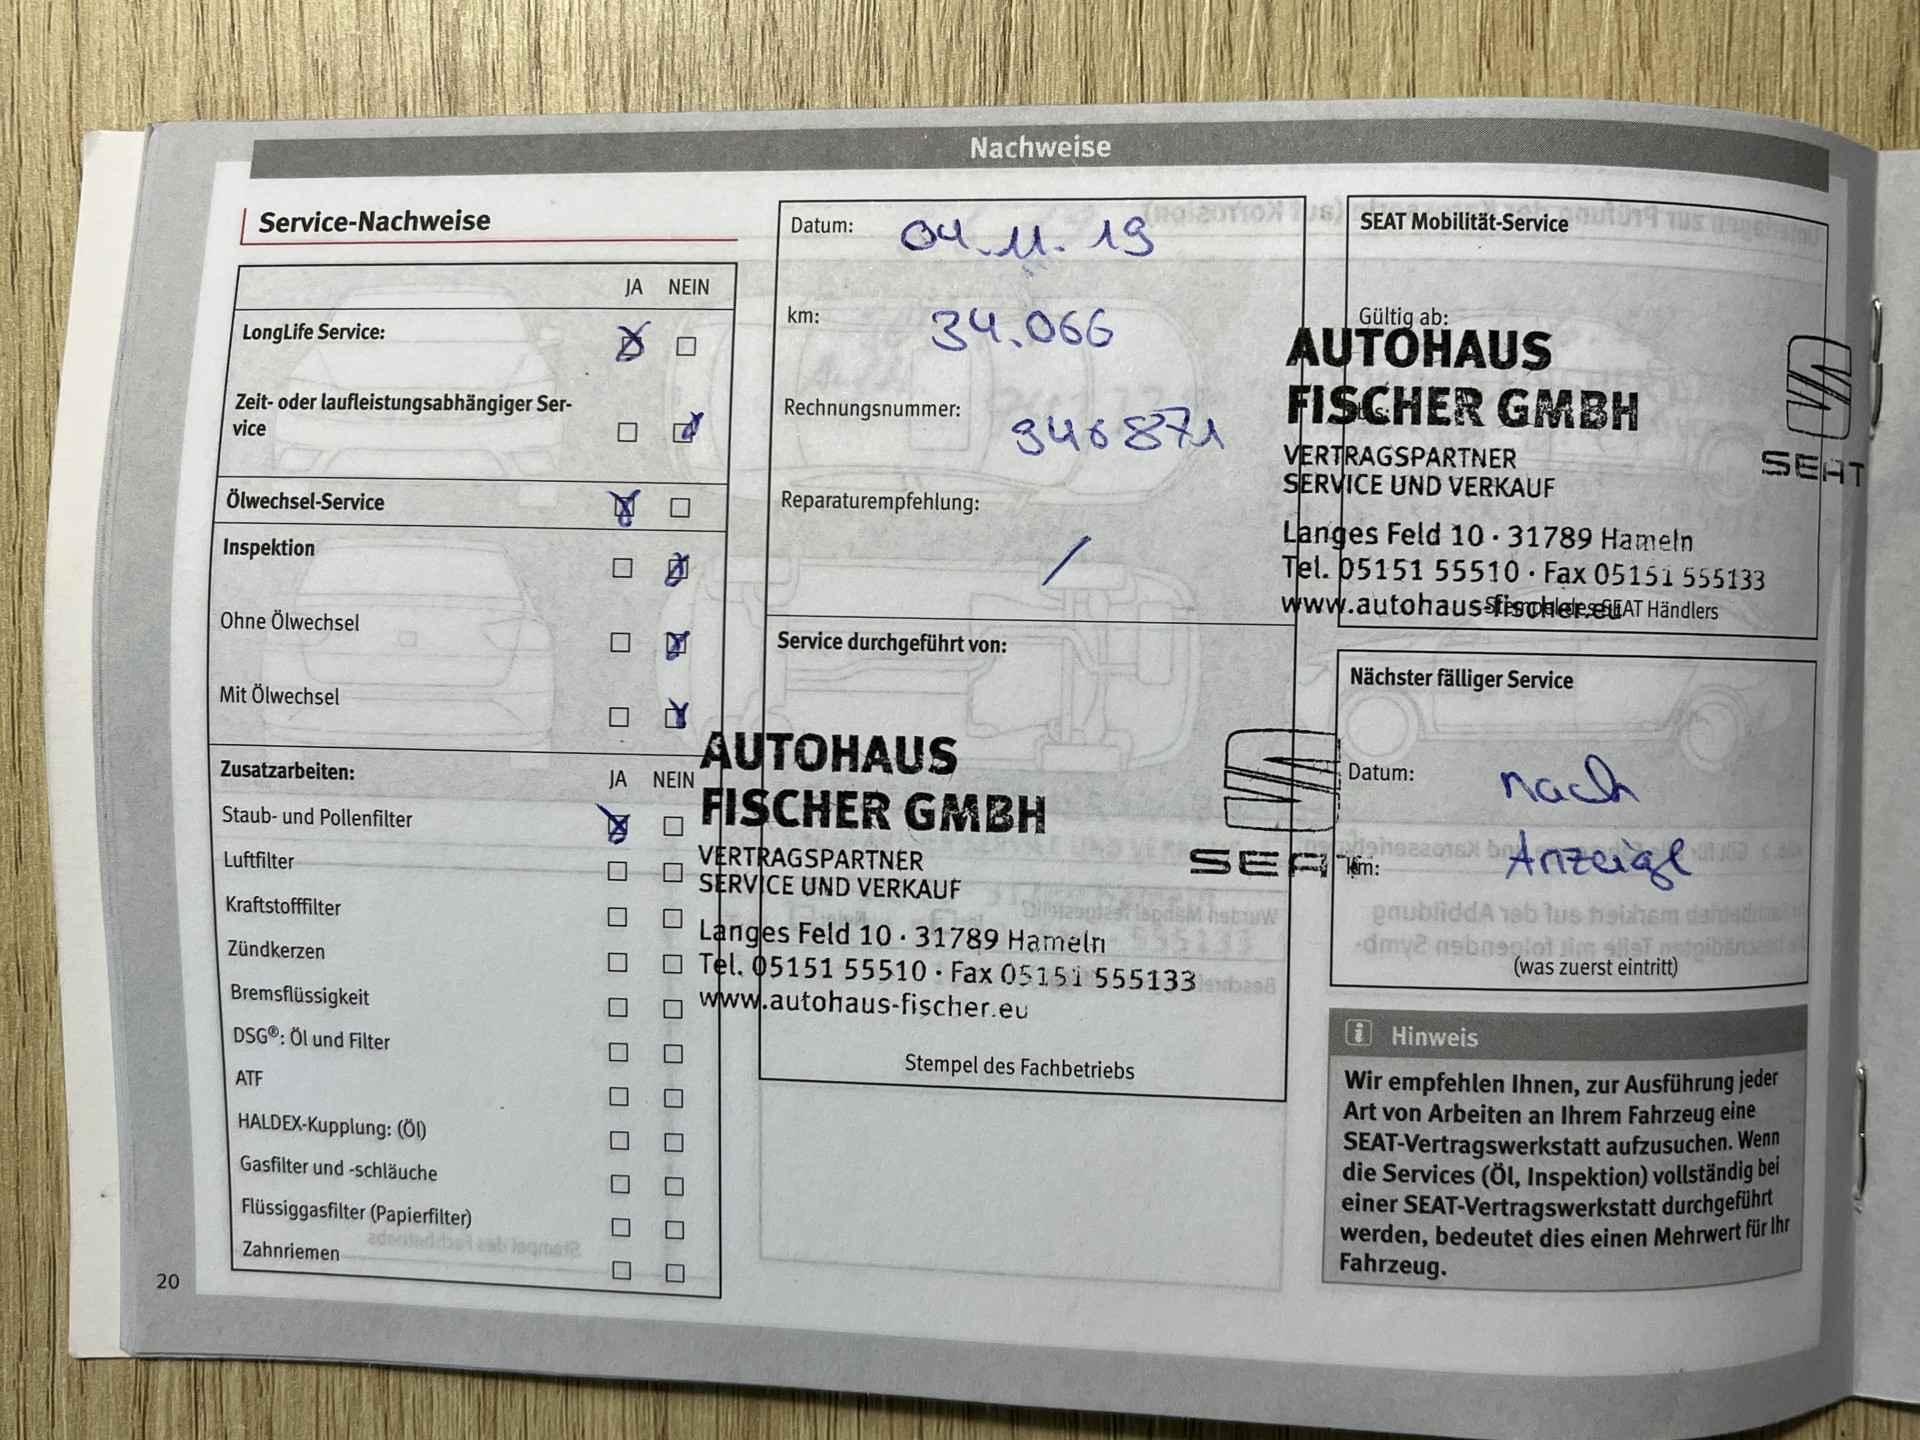 Nachweise
Service-Nachweise
JA NEIN
LongLife Service:
Zeit- oder laufleistungsabhängiger Ser-
vice
Ölwechsel-Service
Inspektion
Ohne Ölwechsel
Mit Ölwechsel
Zusatzarbeiten:
JA NEIN
Staub- und Pollenfilter
Luftfilter
Kraftstofffilter
Zündkerzen
Bremsflüssigkeit
DSG®: Öl und Filter
ATF
HALDEX-Kupplung: (Öl)
Gasfilter und -schläuche
Flüssiggasfilter (Papierfilter)
Zahnriemen
20
Datum: 04.11.19
km: 34.066
Rechnungsnummer: 946871
Reparaturempfehlung:
/
Service durchgeführt von:
AUTOHAUS
FISCHER GMBH
VERTRAGSPARTNER
SERVICE UND VERKAUF
SEAT
Langes Feld 10 · 31789 Hameln
Tel. 05151 55510 · Fax 05151 555133
www.autohaus-fischer.eu
Stempel des Fachbetriebs
SEAT Mobilität-Service
Gültig ab:
AUTOHAUS
FISCHER GMBH
VERTRAGSPARTNER
SERVICE UND VERKAUF
SEAT
Langes Feld 10 · 31789 Hameln
Tel. 05151 55510 · Fax 05151 555133
www.autohaus-fischer.eu
Stempel des SEAT Händlers
Nächster fälliger Service
Datum: nach
km: Anzeige
(was zuerst eintritt)
i Hinweis
Wir empfehlen Ihnen, zur Ausführung jeder
Art von Arbeiten an Ihrem Fahrzeug eine
SEAT-Vertragswerkstatt aufzusuchen. Wenn
die Services (Öl, Inspektion) vollständig bei
einer SEAT-Vertragswerkstatt durchgeführt
werden, bedeutet dies einen Mehrwert für Ihr
Fahrzeug.